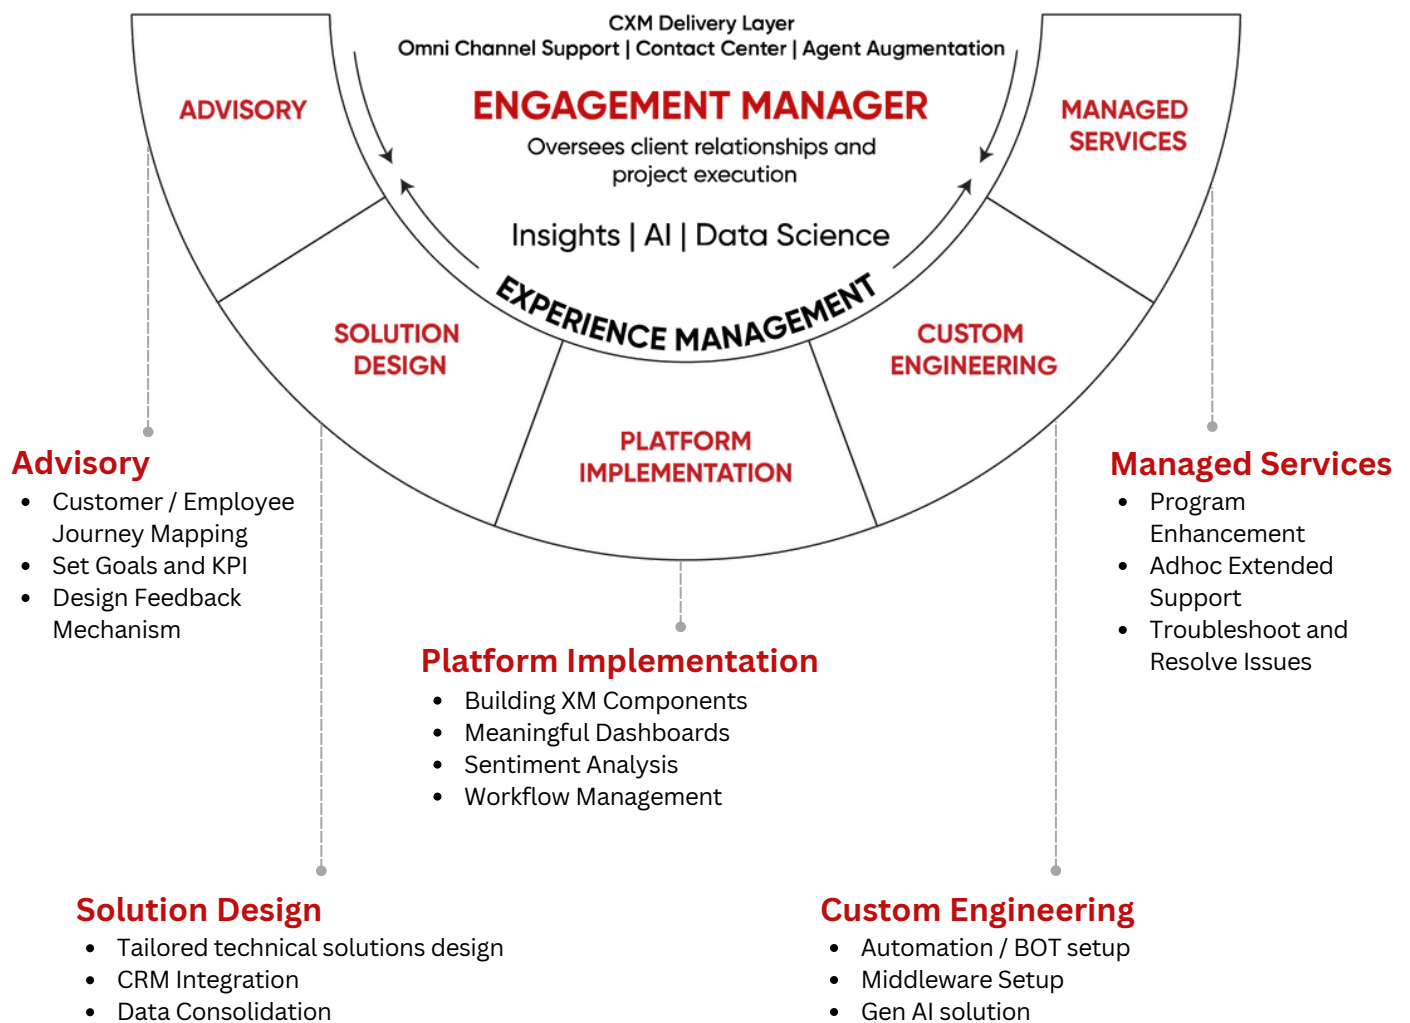 CXM Delivery Layer
Omni Channel Support | Contact Center | Agent Augmentation
ENGAGEMENT MANAGER
Oversees client relationships and
project execution
Insights | AI | Data Science
EXPERIENCE MANAGEMENT
ADVISORY
SOLUTION
DESIGN
PLATFORM
IMPLEMENTATION
CUSTOM
ENGINEERING
MANAGED
SERVICES
Advisory
• Customer / Employee
Journey Mapping
• Set Goals and KPI
• Design Feedback
Mechanism
Solution Design
• Tailored technical solutions design
• CRM Integration
• Data Consolidation
Platform Implementation
• Building XM Components
• Meaningful Dashboards
• Sentiment Analysis
• Workflow Management
Custom Engineering
• Automation / BOT setup
• Middleware Setup
• Gen AI solution
Managed Services
• Program
Enhancement
• Adhoc Extended
Support
• Troubleshoot and
Resolve Issues